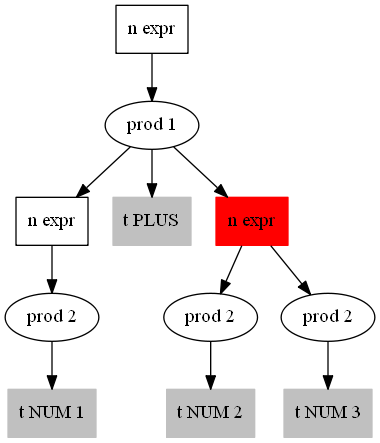 n expr
prod 1
n expr
t PLUS
n expr
prod 2
prod 2
prod 2
t NUM 1
t NUM 2
t NUM 3